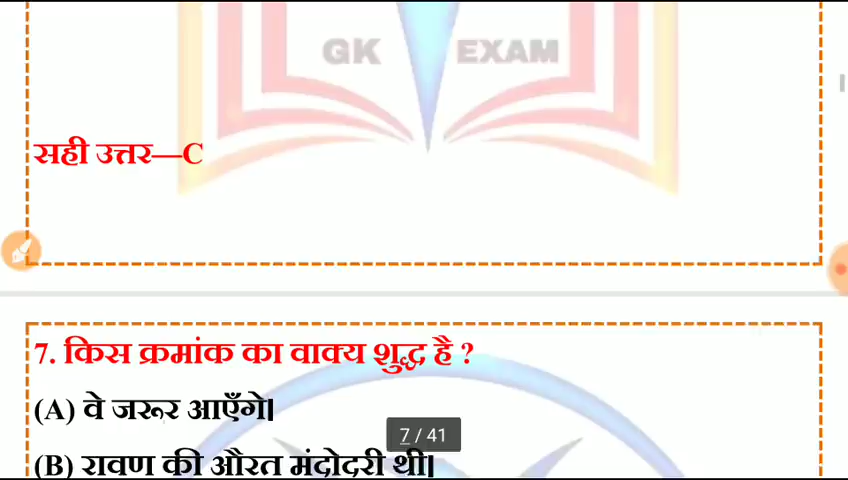 GK EXAM
सही उत्तर—C
7. किस क्रमांक का वाक्य शुद्ध है ?
(A) वे जरूर आएँगे|
7 / 41
(B) रावण की औरत मंदोदरी थी|